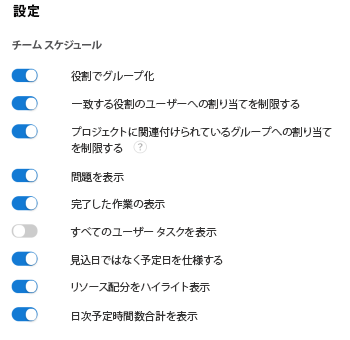 設定
チーム スケジュール
役割でグループ化
一致する役割のユーザーへの割り当てを制限する
プロジェクトに関連付けられているグループへの割り当て
を制限する ?
問題を表示
完了した作業の表示
すべてのユーザー タスクを表示
見込日ではなく予定日を仕様する
リソース配分をハイライト表示
日次予定時間数合計を表示